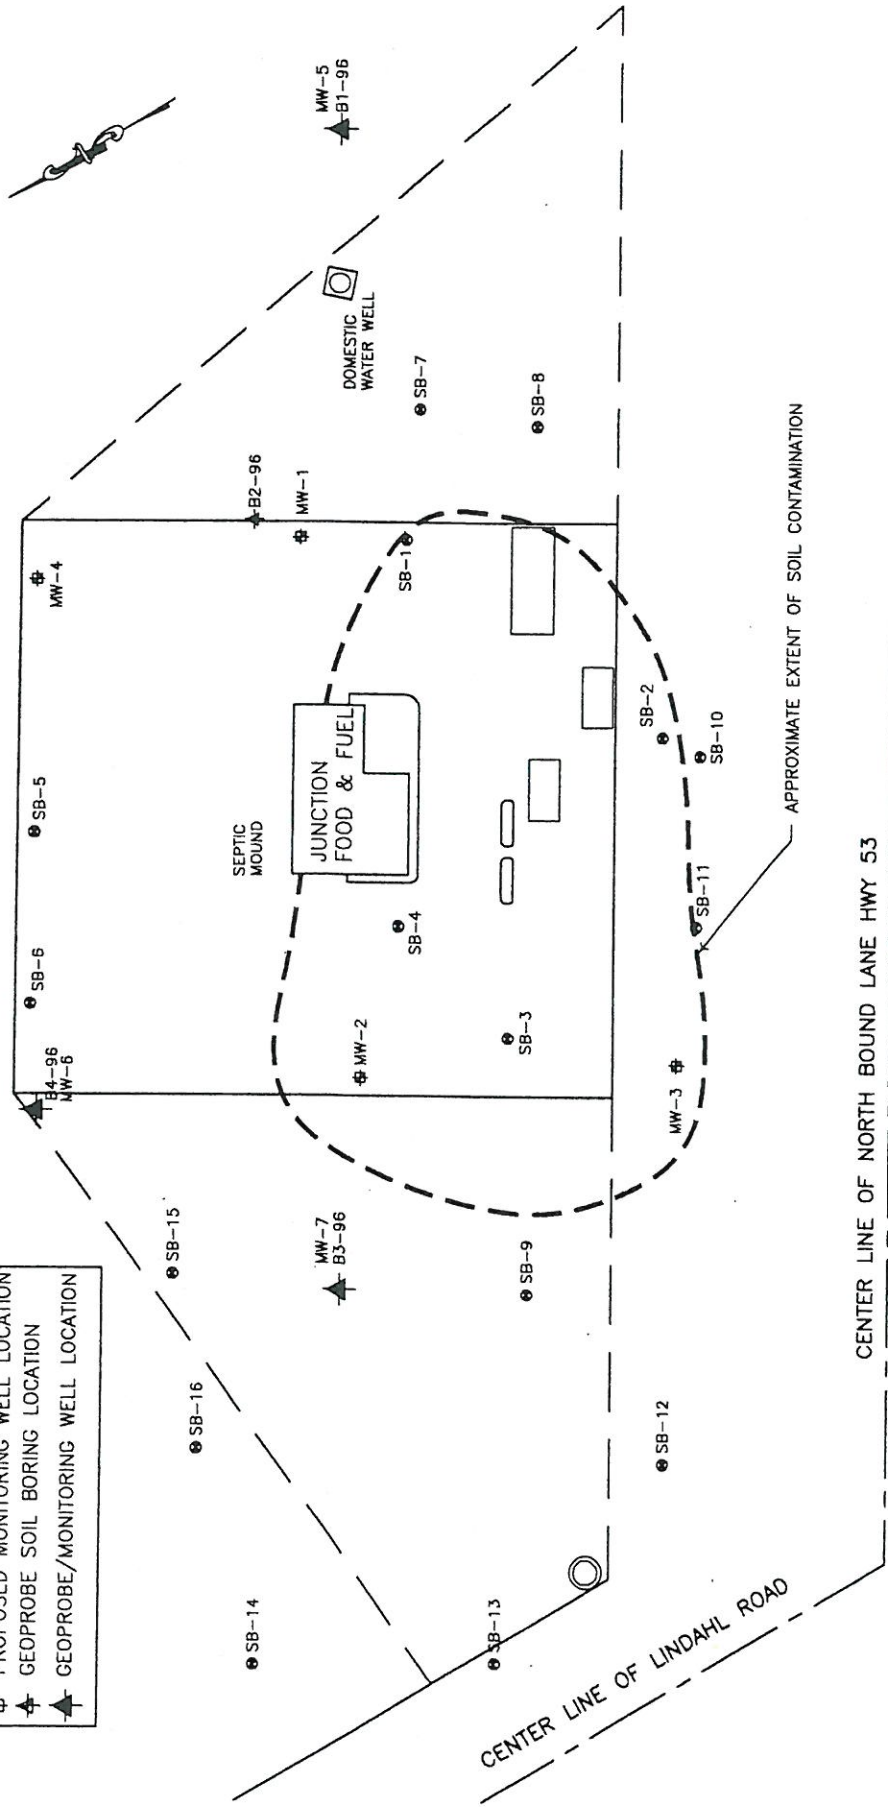 PROPOSED MONITORING WELL LOCATION
GEOPROBE SOIL BORING LOCATION
GEOPROBE/MONITORING WELL LOCATION
B4-96
MW-6
SB-6
SB-5
MW-4
SB-15
SB-16
SB-14
SB-13
SB-12
MW-7
B3-96
SB-9
SEPTIC
MOUND
JUNCTION
FOOD & FUEL
B2-96
MW-1
MW-5
B1-96
DOMESTIC
WATER WELL
SB-7
SB-8
SB-1
SB-4
MW-2
SB-3
MW-3
SB-11
SB-2
SB-10
APPROXIMATE EXTENT OF SOIL CONTAMINATION
CENTER LINE OF NORTH BOUND LANE HWY 53
CENTER LINE OF LINDAHL ROAD